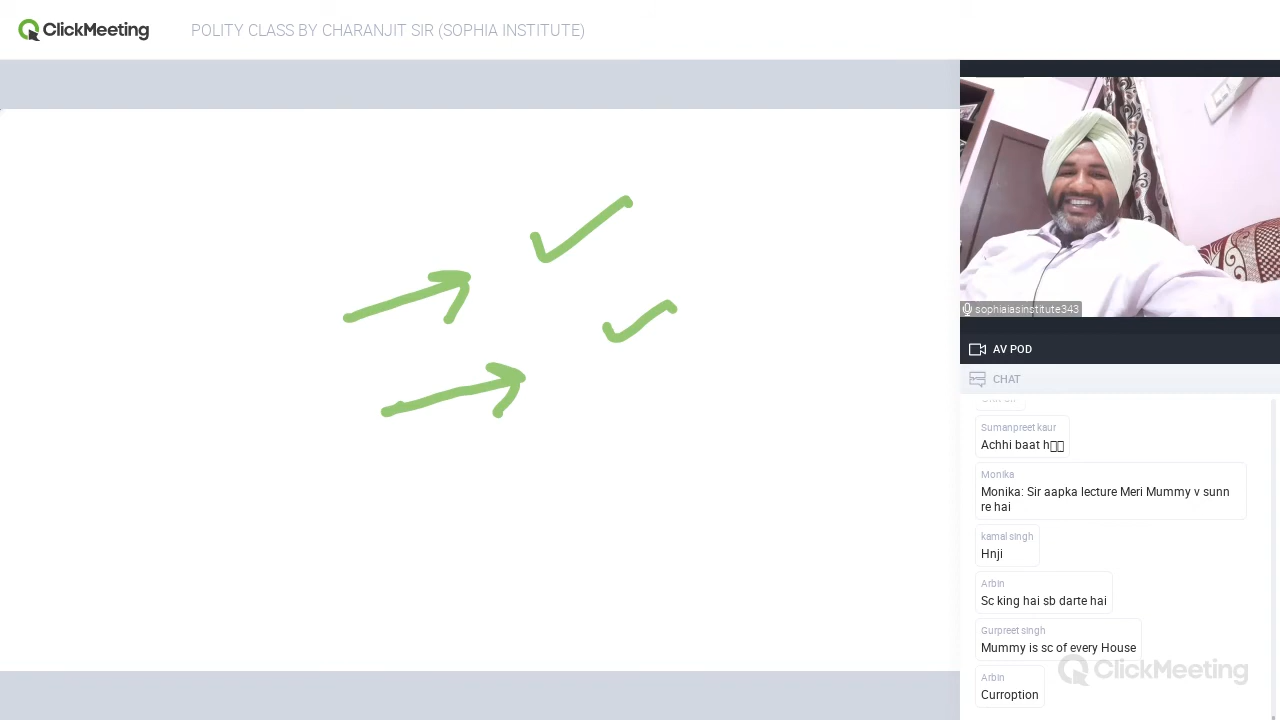 ClickMeeting
POLITY CLASS BY CHARANJIT SIR (SOPHIA INSTITUTE)
sophiaiasinstitute343
AV POD
CHAT
Sumanpreet kaur
Achhi baat h
Monika
Monika: Sir aapka lecture Meri Mummy v sunn
re hai
kamal singh
Hnji
Arbin
Sc king hai sb darte hai
Gurpreet singh
Mummy is sc of every House
ClickMeeting
Arbin
Curroption